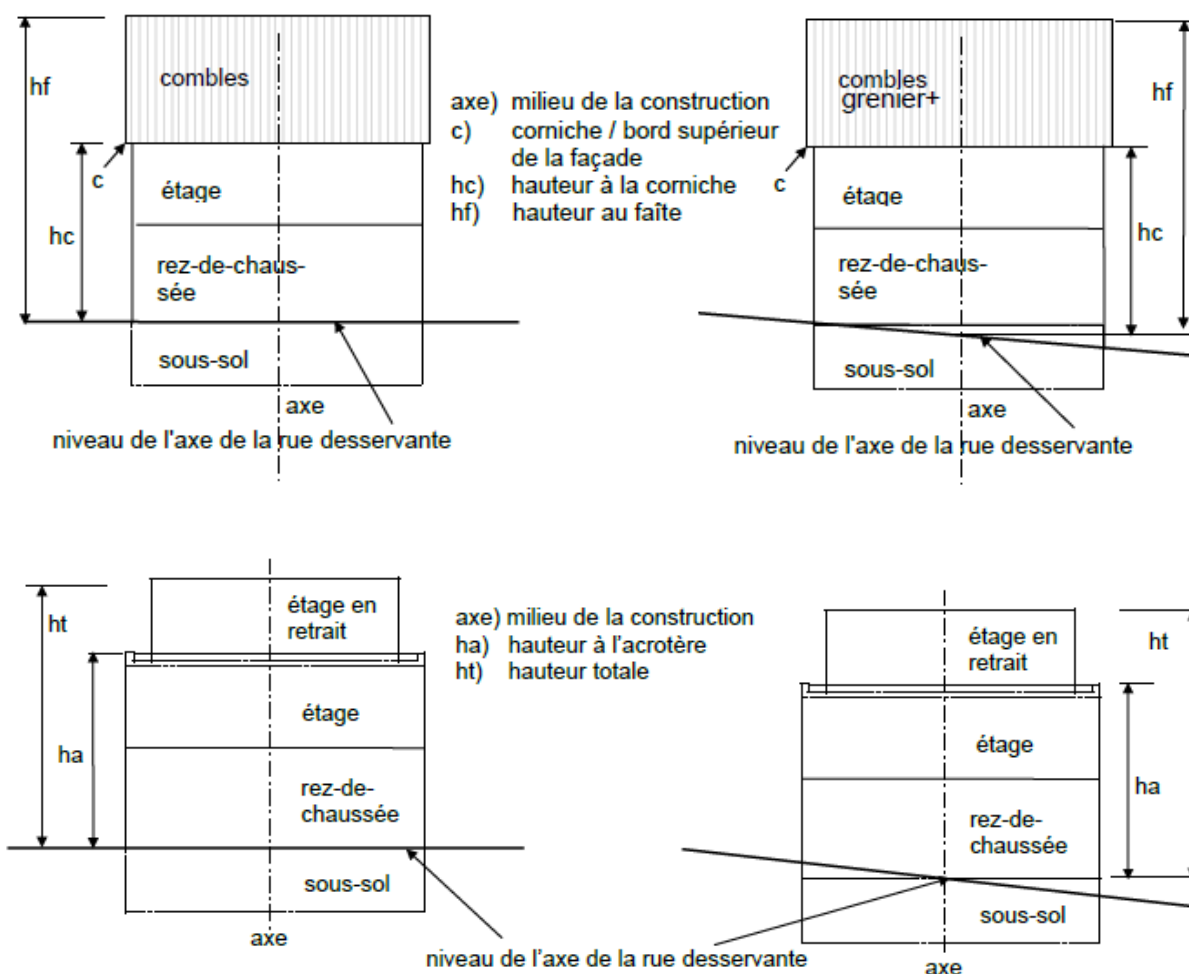 hf
combles
c
étage
hc
rez-de-chaus-
sée
sous-sol
axe
niveau de l'axe de la rue desservante
axe) milieu de la construction
c) corniche / bord supérieur
de la façade
hc) hauteur à la corniche
hf) hauteur au faîte
combles
grenier+
hf
c
étage
hc
rez-de-chaus-
sée
sous-sol
axe
niveau de l'axe de la rue desservante
ht
étage en
retrait
étage
ha
rez-de-
chaussée
sous-sol
axe
axe) milieu de la construction
ha) hauteur à l'acrotère
ht) hauteur totale
étage en
retrait
ht
étage
ha
rez-de-
chaussée
sous-sol
axe
niveau de l'axe de la rue desservante